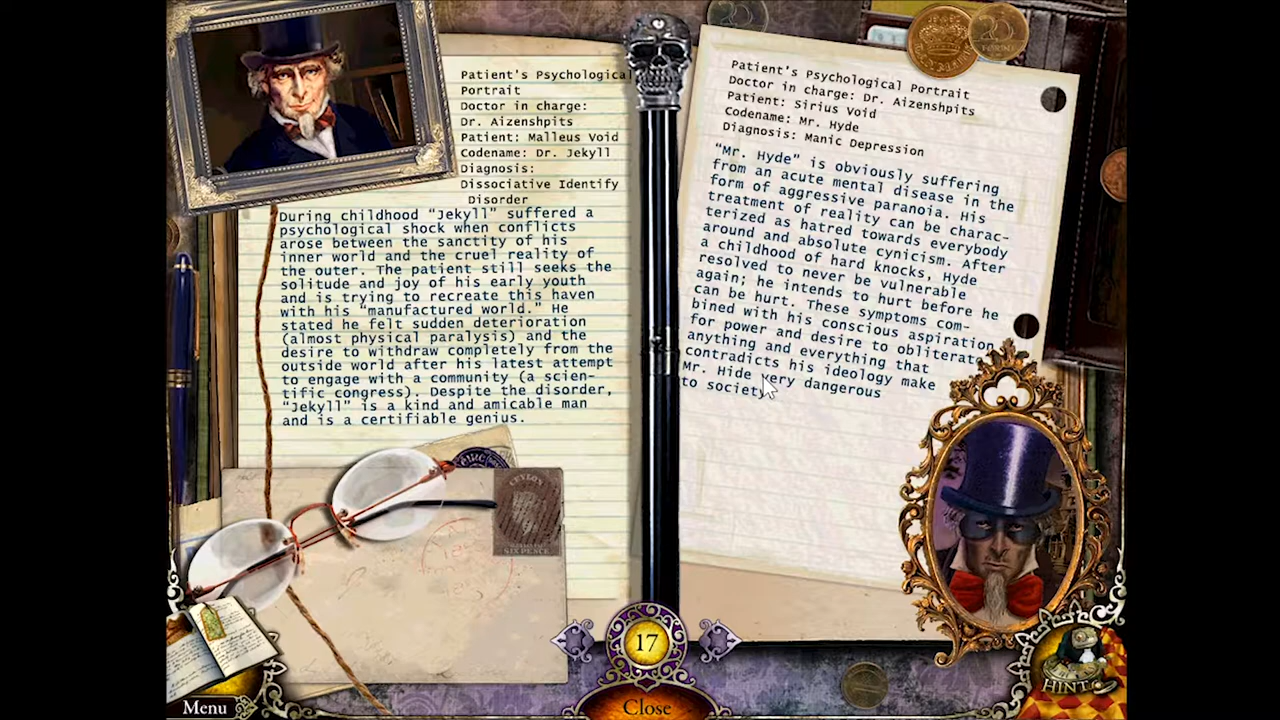 Patient's Psychological
Portrait
Doctor in charge:
Dr. Aizenshpits
Patient: Malleus Void
Codename: Dr. Jekyll
Diagnosis:
Dissociative Identify
Disorder
During childhood "Jekyll" suffered a
psychological shock when conflicts
arose between the sanctity of his
inner world and the cruel reality of
the outer. The patient still seeks the
solitude and joy of his early youth
and is trying to recreate this haven
with his "manufactured world." He
stated he felt sudden deterioration
(almost physical paralysis) and the
desire to withdraw completely from the
outside world after his latest attempt
to engage with a community (a scien-
tific congress). Despite the disorder,
"Jekyll" is a kind and amicable man
and is a certifiable genius.
CEYLON
SIX PENCE
Patient's Psychological Portrait
Doctor in charge: Dr. Aizenshpits
Patient: Sirius Void
Codename: Mr. Hyde
Diagnosis: Manic Depression
"Mr. Hyde" is obviously suffering
from an acute mental disease in the
form of aggressive paranoia. His
treatment of reality can be charac-
terized as hatred towards everybody
around and absolute cynicism. After
a childhood of hard knocks, Hyde
resolved to never be vulnerable
again; he intends to hurt before he
can be hurt. These symptoms com-
bined with his conscious aspiration
for power and desire to obliterate
anything and everything that
contradicts his ideology make
Mr. Hide very dangerous
to society
20
17
Menu
Close
HINT